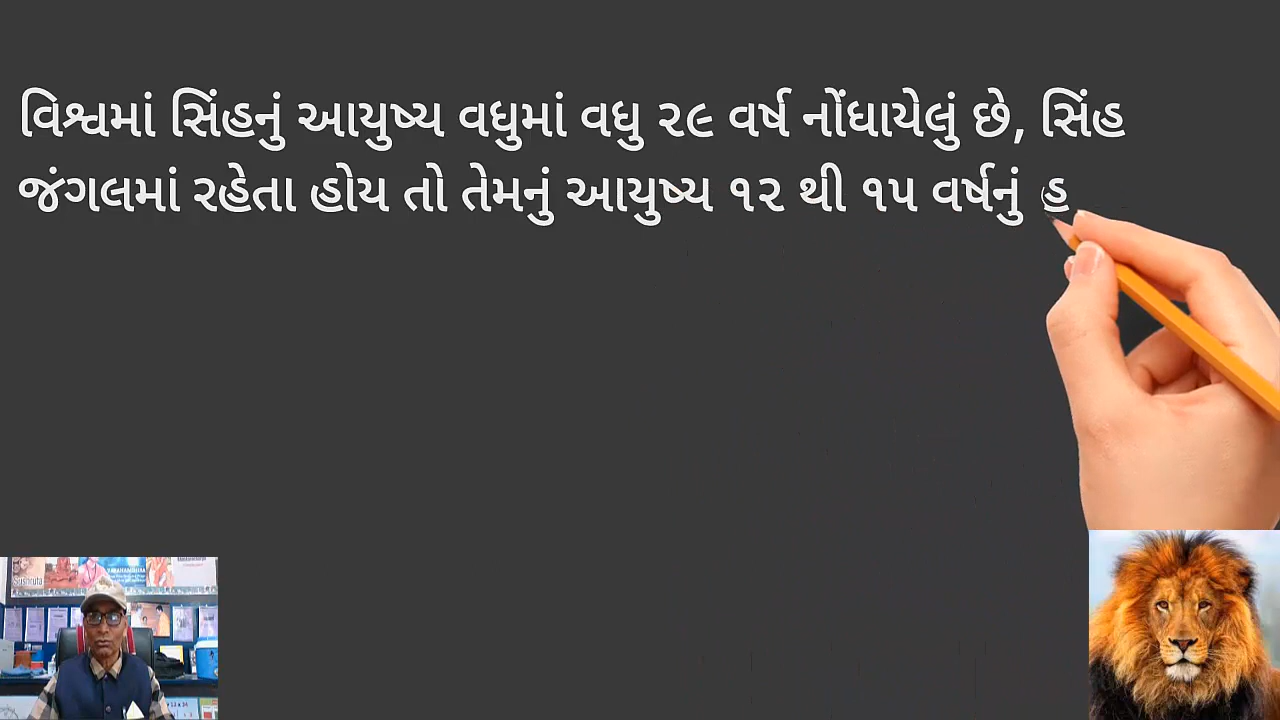 વિશ્વમાં સિંહનું આયુષ્ય વધુમાં વધુ ૨૯ વર્ષ નોંધાયેલું છે, સિંહ
જંગલમાં રહેતા હોય તો તેમનું આયુષ્ય ૧૨ થી ૧૫ વર્ષનું હ